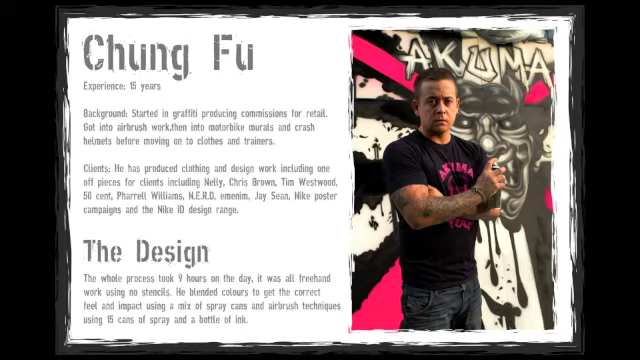 Chung Fu
AKUMA
Experience: 15 years
Background: Started in graffiti producing commissions for retail.
Got into airbrush work,then into motorbike murals and crash
helmets before moving on to clothes and trainers.
Clients: He has produced clothing and design work including one
off pieces for clients including Nelly, Chris Brown, Tim Westwood,
50 cent, Pharrell Williams, N.E.R.D, emenim, Jay Sean, Nike poster
campaigns and the Nike ID design range.
AKUMA
The Design
The whole process took 9 hours on the day, it was all freehand
work using no stencils. He blended colours to get the correct
feel and impact using a mix of spray cans and airbrush techniques
using 15 cans of spray and a bottle of ink.